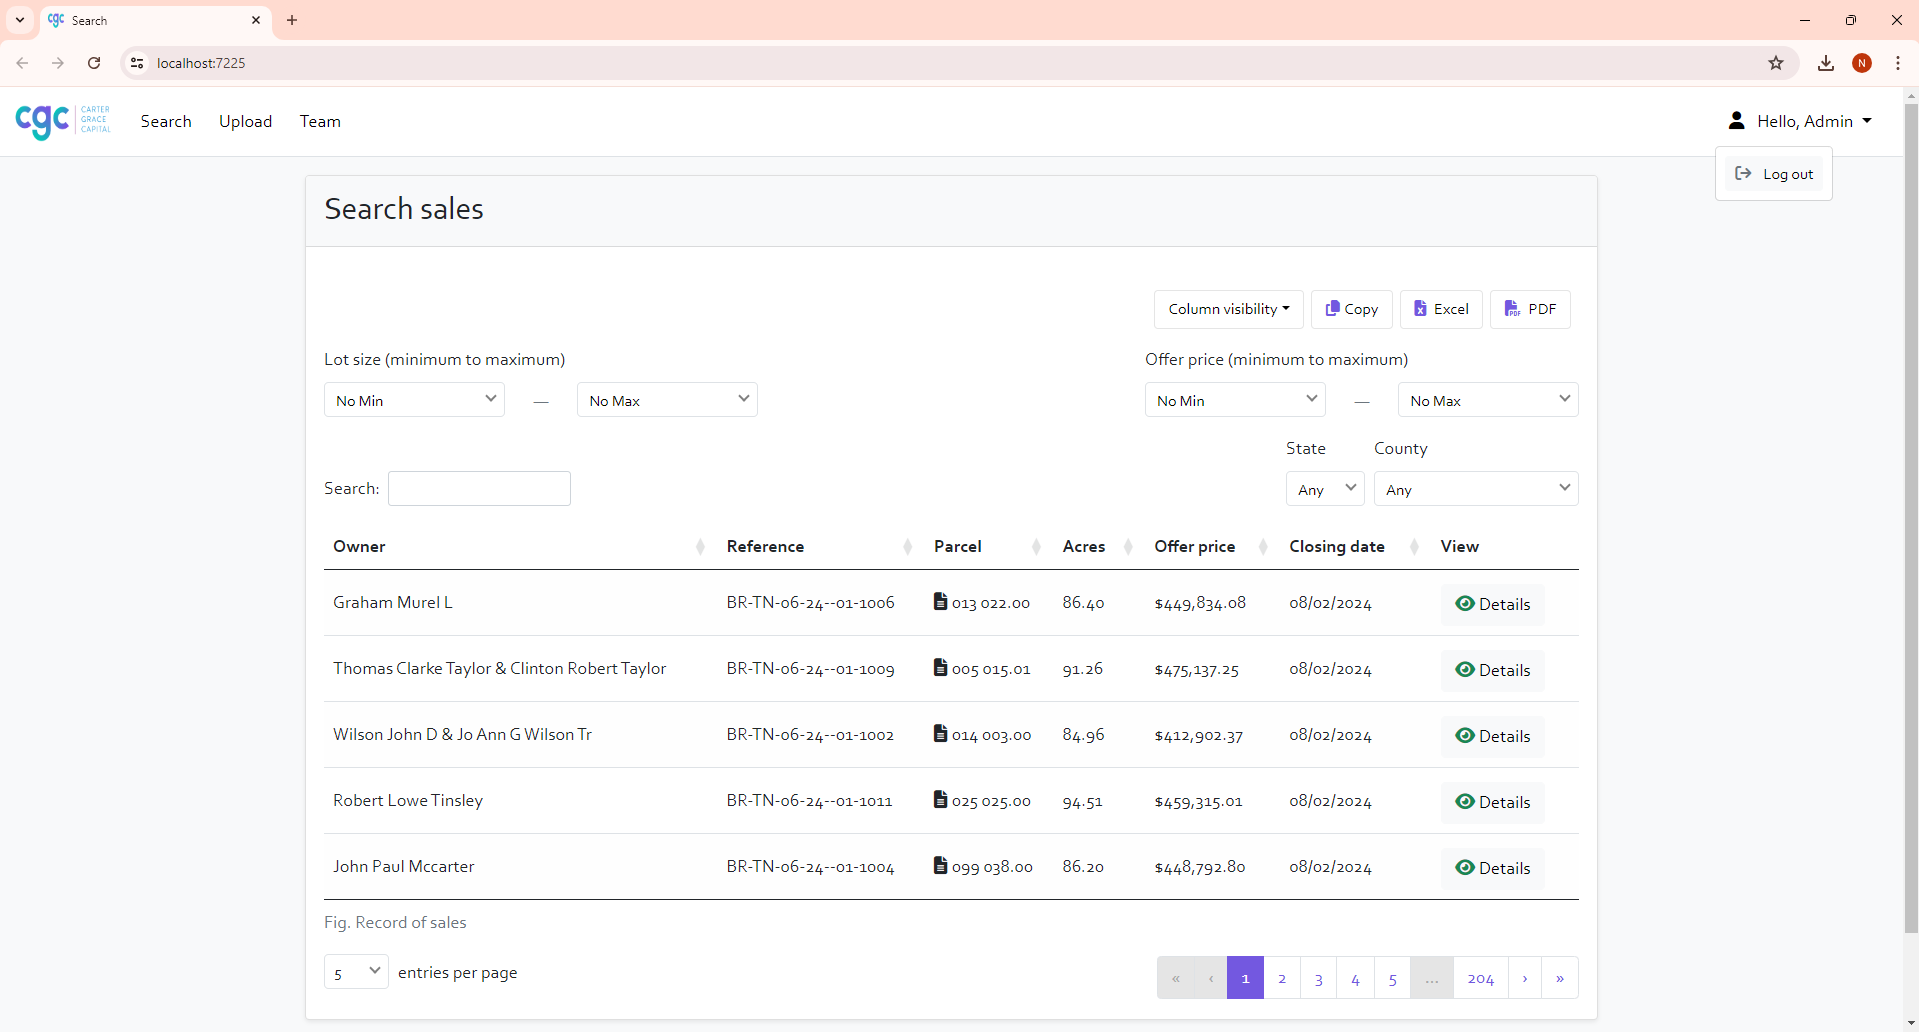 cgc Search
localhost:7225
N
cgc CARTER GRACE CAPITAL
Search Upload Team
Hello, Admin
Log out
Search sales
Column visibility Copy Excel PDF
Lot size (minimum to maximum) Offer price (minimum to maximum)
No Min — No Max No Min — No Max
State County
Search: Any Any
Owner Reference Parcel Acres Offer price Closing date View
Graham Murel L BR-TN-06-24--01-1006 013 022.00 86.40 $449,834.08 08/02/2024 Details
Thomas Clarke Taylor & Clinton Robert Taylor BR-TN-06-24--01-1009 005 015.01 91.26 $475,137.25 08/02/2024 Details
Wilson John D & Jo Ann G Wilson Tr BR-TN-06-24--01-1002 014 003.00 84.96 $412,902.37 08/02/2024 Details
Robert Lowe Tinsley BR-TN-06-24--01-1011 025 025.00 94.51 $459,315.01 08/02/2024 Details
John Paul Mccarter BR-TN-06-24--01-1004 099 038.00 86.20 $448,792.80 08/02/2024 Details
Fig. Record of sales
5 entries per page « ‹ 1 2 3 4 5 ... 204 › »